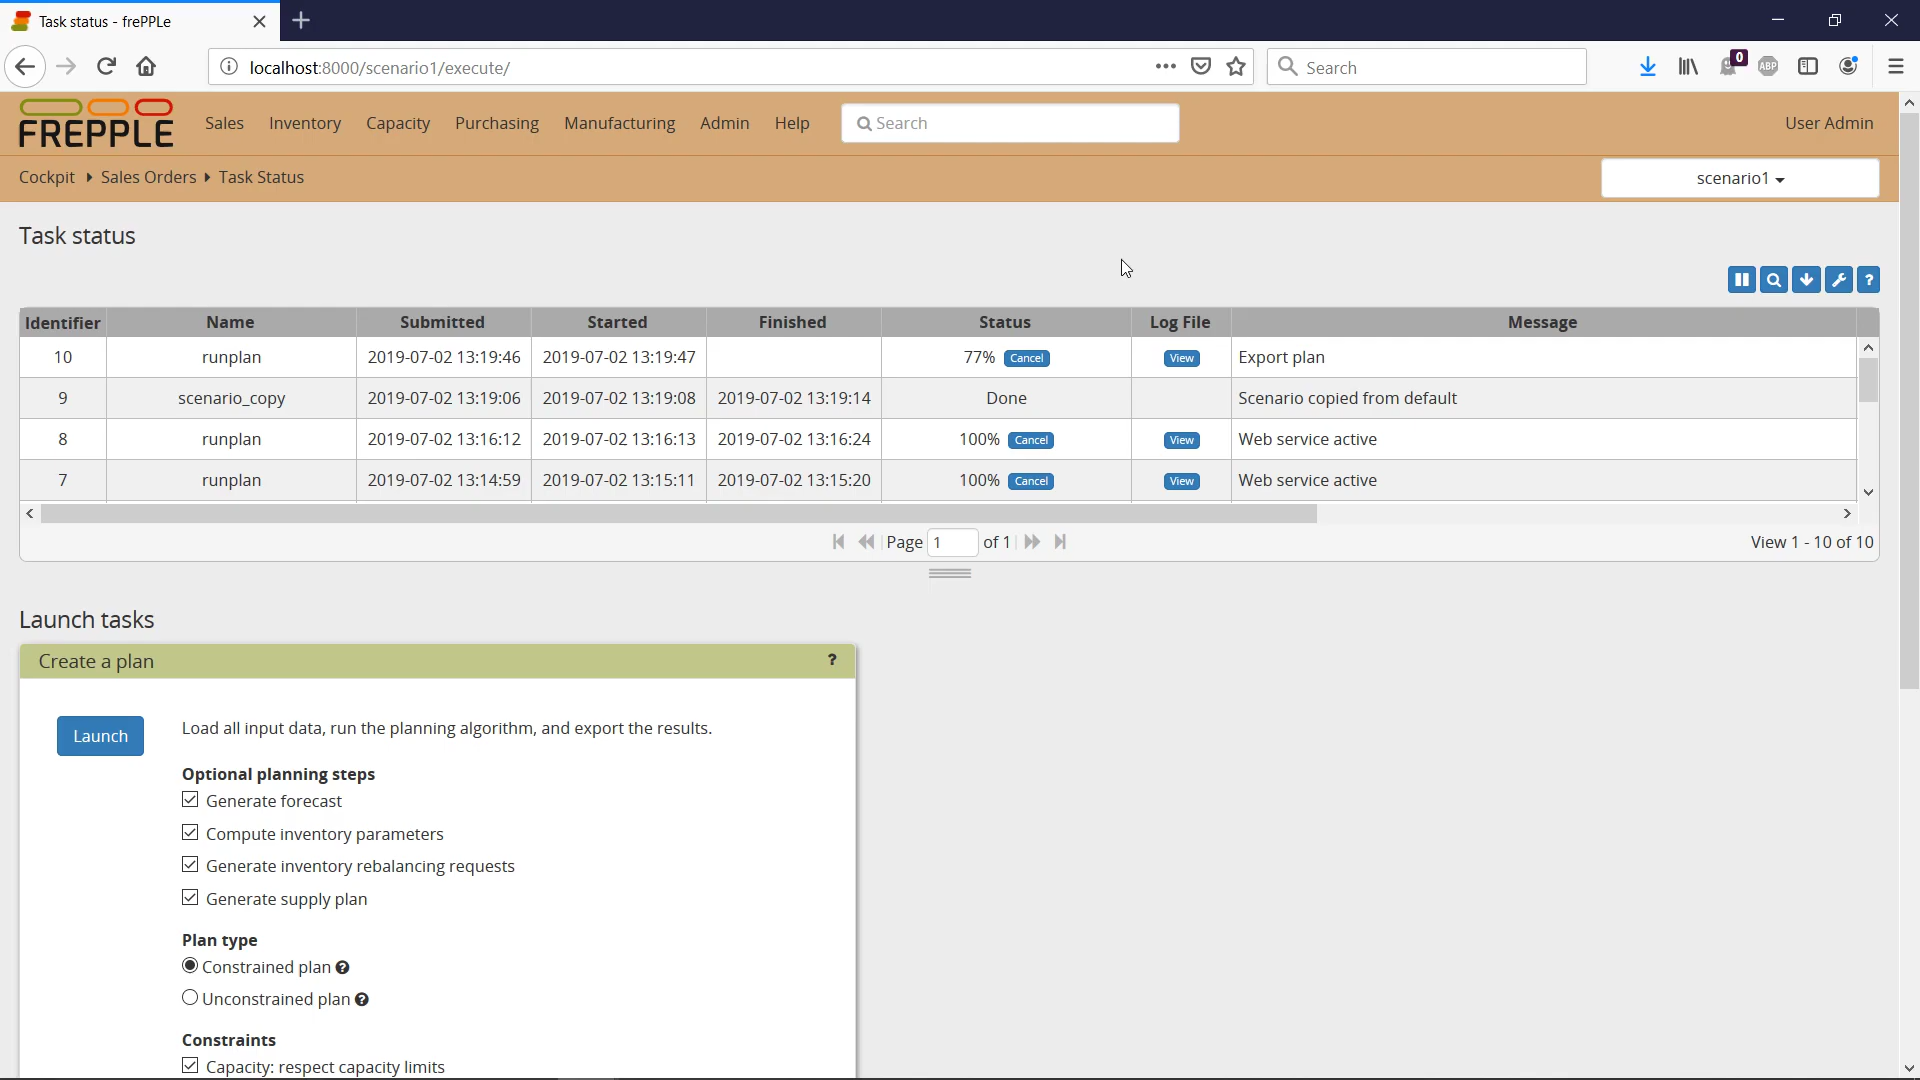 Task status - frePPLe
localhost:8000/scenario1/execute/
Search
0
ABP
FREPPLE
Sales Inventory Capacity Purchasing Manufacturing Admin Help Search User Admin
Cockpit Sales Orders Task Status
scenario1
Task status
?
Identifier Name Submitted Started Finished Status Log File Message
10 runplan 2019-07-02 13:19:46 2019-07-02 13:19:47 77% Cancel View Export plan
9 scenario_copy 2019-07-02 13:19:06 2019-07-02 13:19:08 2019-07-02 13:19:14 Done Scenario copied from default
8 runplan 2019-07-02 13:16:12 2019-07-02 13:16:13 2019-07-02 13:16:24 100% Cancel View Web service active
7 runplan 2019-07-02 13:14:59 2019-07-02 13:15:11 2019-07-02 13:15:20 100% Cancel View Web service active
Page 1 of 1
View 1 - 10 of 10
Launch tasks
Create a plan ?
Launch
Load all input data, run the planning algorithm, and export the results.
Optional planning steps
Generate forecast
Compute inventory parameters
Generate inventory rebalancing requests
Generate supply plan
Plan type
Constrained plan ?
Unconstrained plan ?
Constraints
Capacity: respect capacity limits